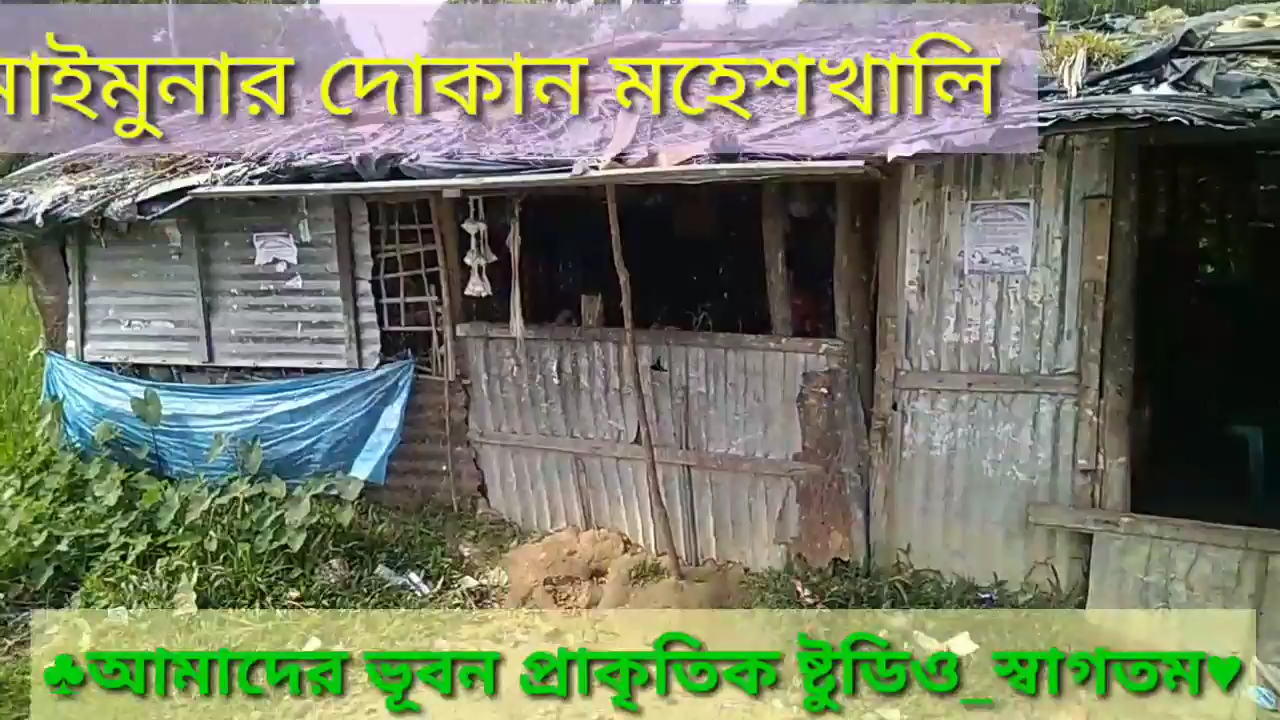 মাইমুনার দোকান মহেশখালি
♣আমাদের ভূবন প্রাকৃতিক ষ্টুডিও_স্বাগতম♥